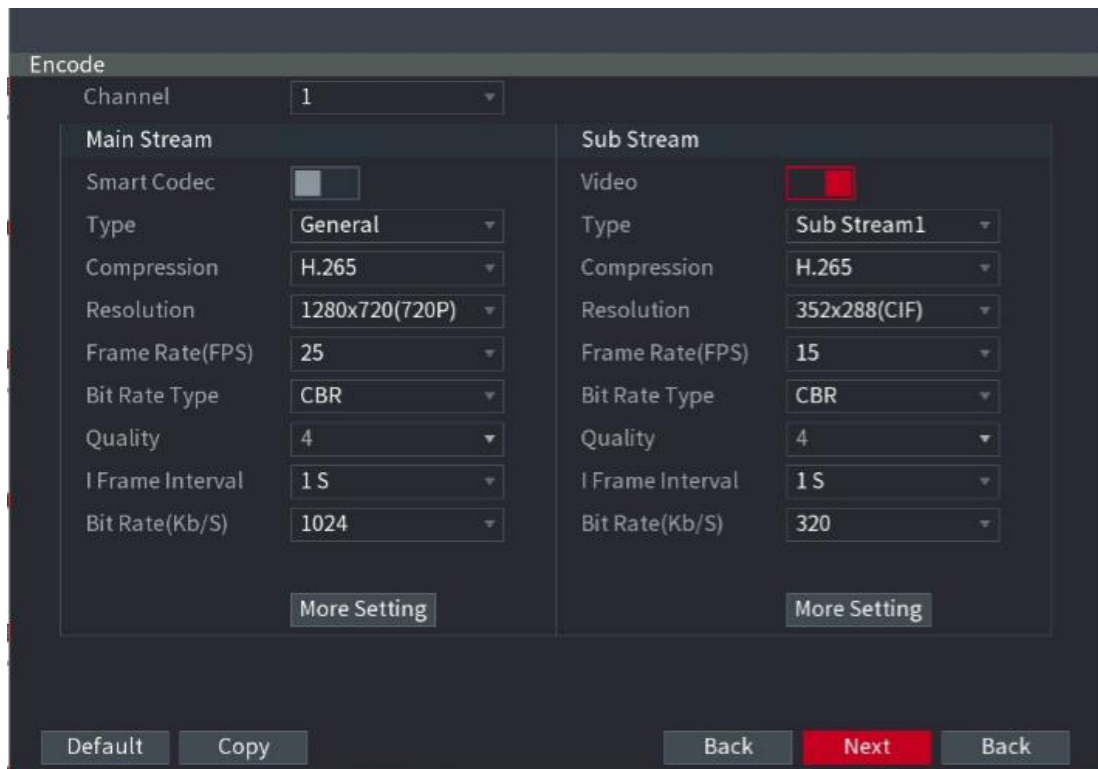 Encode
Channel 1
Main Stream Sub Stream
Smart Codec Video
Type General Type Sub Stream1
Compression H.265 Compression H.265
Resolution 1280x720(720P) Resolution 352x288(CIF)
Frame Rate(FPS) 25 Frame Rate(FPS) 15
Bit Rate Type CBR Bit Rate Type CBR
Quality 4 Quality 4
I Frame Interval 1 S I Frame Interval 1 S
Bit Rate(Kb/S) 1024 Bit Rate(Kb/S) 320
More Setting More Setting
Default Copy Back Next Back